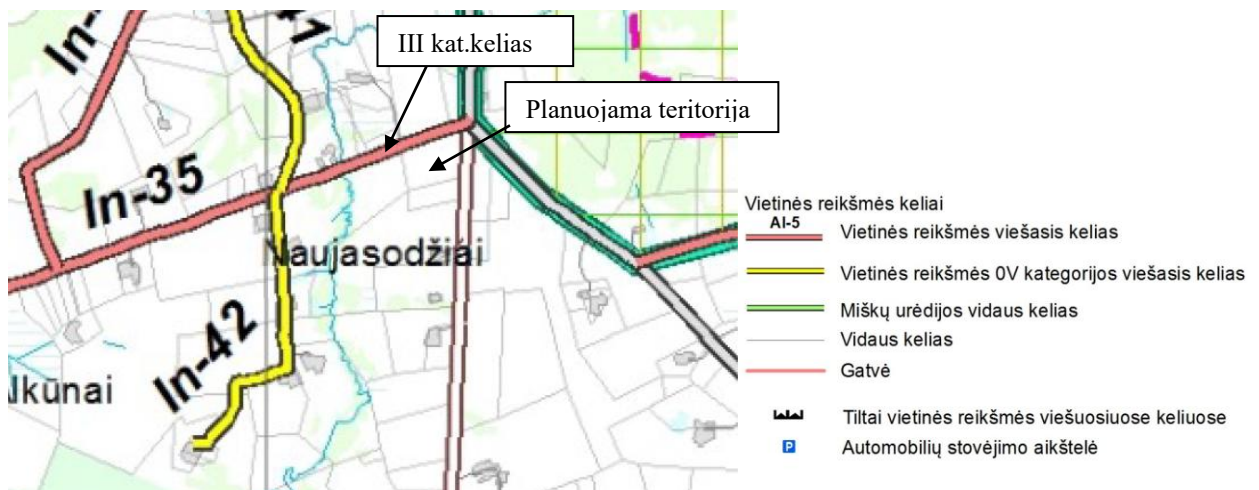 III kat.kelias
Planuojama teritorija
In-35
Naujasodžiai
In-42
Vietinės reikšmės keliai
AI-5
Vietinės reikšmės viešasis kelias
Vietinės reikšmės 0V kategorijos viešasis kelias
Miškų urėdijos vidaus kelias
Vidaus kelias
Gatvė
Tiltai vietinės reikšmės viešuosiuose keliuose
P
Automobilių stovėjimo aikštelė